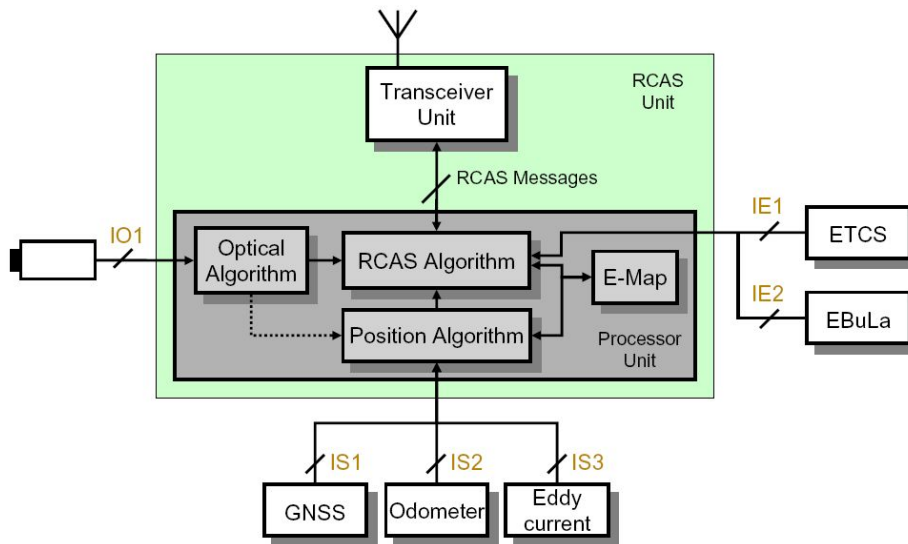 Transceiver
Unit
RCAS
Unit
RCAS Messages
IO1
Optical
Algorithm
RCAS Algorithm
E-Map
Position Algorithm
Processor
Unit
IE1
ETCS
IE2
EBuLa
IS1
IS2
IS3
GNSS
Odometer
Eddy
current